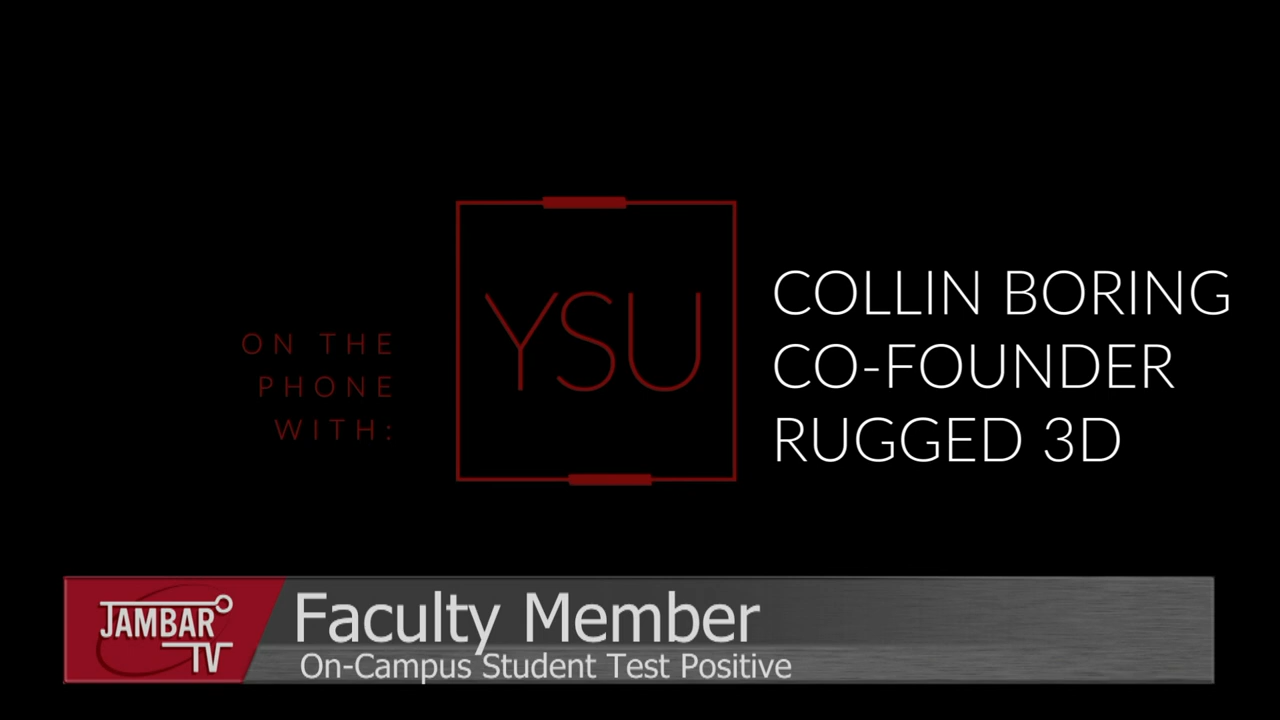 ON THE
PHONE
WITH:
YSU
COLLIN BORING
CO-FOUNDER
RUGGED 3D
JAMBAR
TV
Faculty Member
On-Campus Student Test Positive